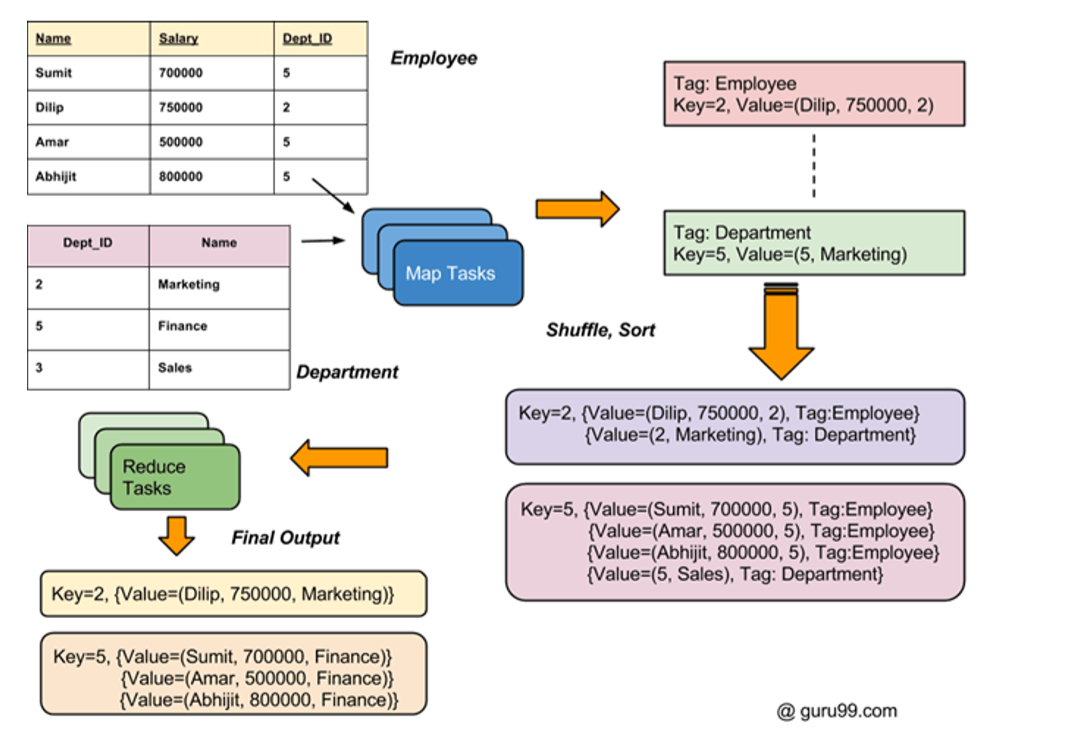 Name Salary Dept_ID
Sumit 700000 5
Dilip 750000 2
Amar 500000 5
Abhijit 800000 5
Employee
Dept_ID Name
2 Marketing
5 Finance
3 Sales
Department
Map Tasks
Tag: Employee
Key=2, Value=(Dilip, 750000, 2)
Tag: Department
Key=5, Value=(5, Marketing)
Shuffle, Sort
Key=2, {Value=(Dilip, 750000, 2), Tag:Employee}
{Value=(2, Marketing), Tag: Department}
Key=5, {Value=(Sumit, 700000, 5), Tag:Employee}
{Value=(Amar, 500000, 5), Tag:Employee}
{Value=(Abhijit, 800000, 5), Tag:Employee}
{Value=(5, Sales), Tag: Department}
Reduce
Tasks
Final Output
Key=2, {Value=(Dilip, 750000, Marketing)}
Key=5, {Value=(Sumit, 700000, Finance)}
{Value=(Amar, 500000, Finance)}
{Value=(Abhijit, 800000, Finance)}
@ guru99.com